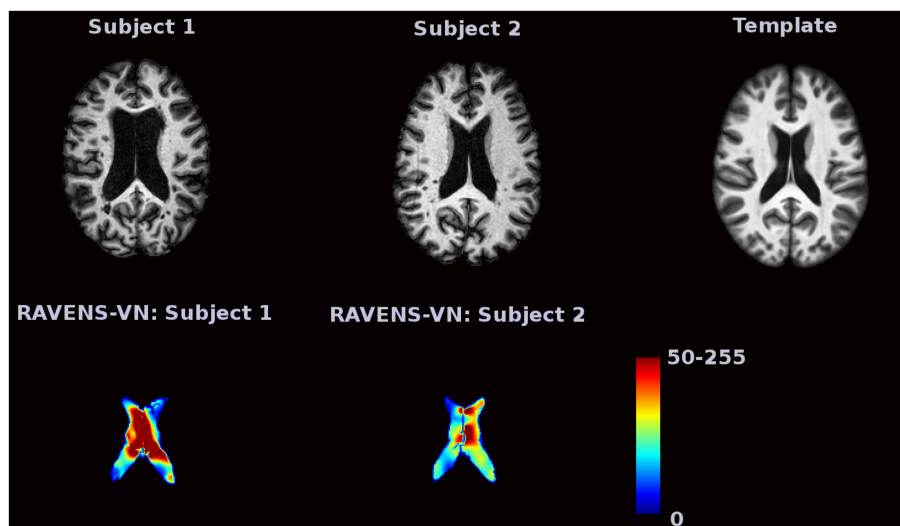 Subject 1
Subject 2
Template
RAVENS-VN: Subject 1
RAVENS-VN: Subject 2
50-255
0